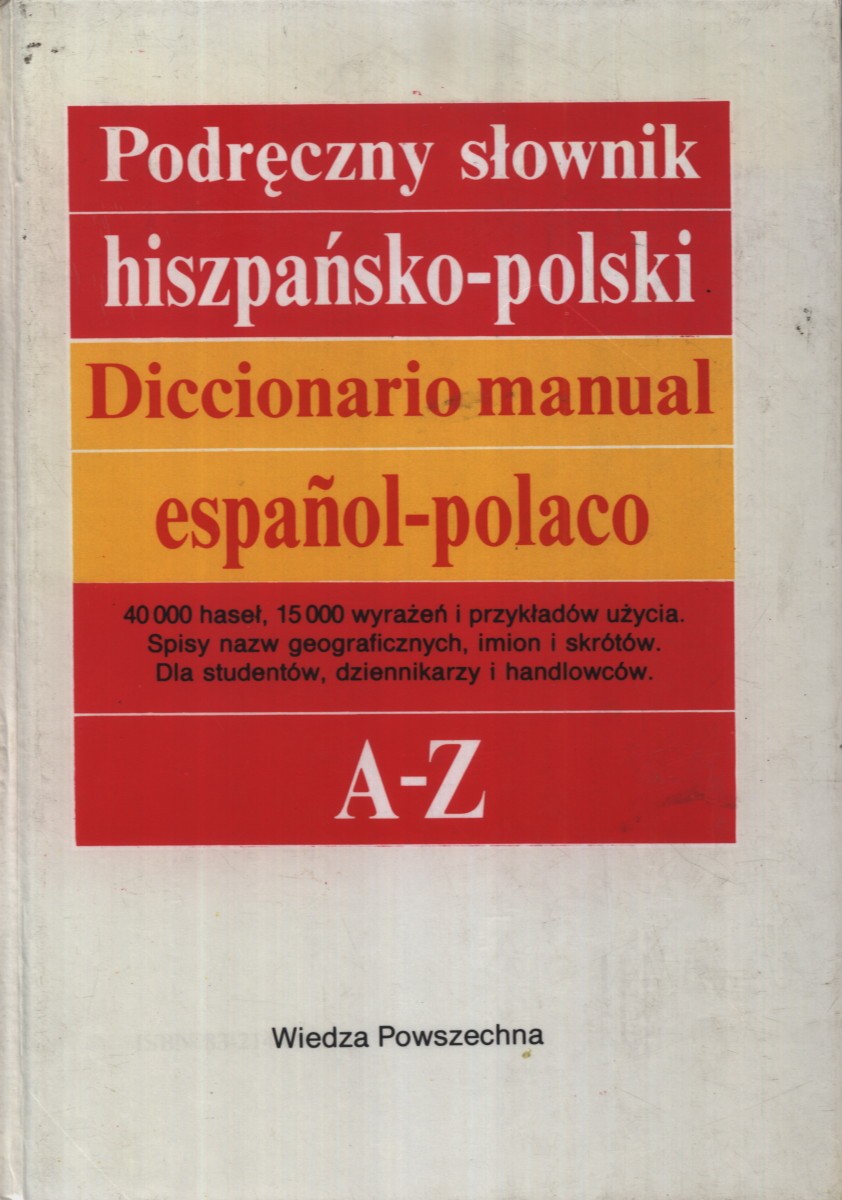 Podręczny słownik
hiszpańsko-polski
Diccionario manual
español-polaco
40 000 haseł, 15 000 wyrażeń i przykładów użycia.
Spisy nazw geograficznych, imion i skrótów.
Dla studentów, dziennikarzy i handlowców.
A-Z
Wiedza Powszechna